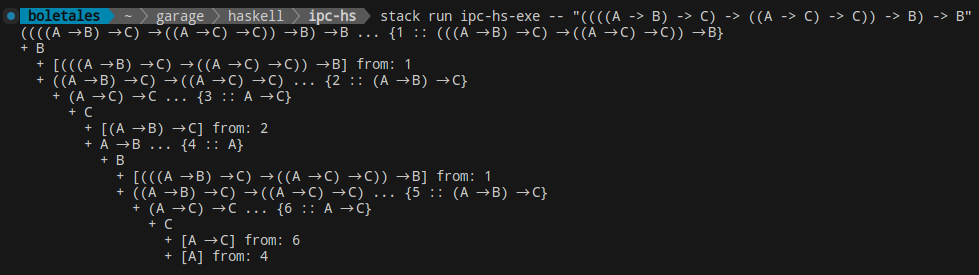 boletales ~ garage haskell ipc-hs stack run ipc-hs-exe -- "((((A -> B) -> C) -> ((A -> C) -> C)) -> B) -> B"
((((A →B) →C) →((A →C) →C)) →B) →B ... {1 :: (((A →B) →C) →((A →C) →C)) →B}
+ B
+ [(((A →B) →C) →((A →C) →C)) →B] from: 1
+ ((A →B) →C) →((A →C) →C) ... {2 :: (A →B) →C}
+ (A →C) →C ... {3 :: A →C}
+ C
+ [(A →B) →C] from: 2
+ A →B ... {4 :: A}
+ B
+ [(((A →B) →C) →((A →C) →C)) →B] from: 1
+ ((A →B) →C) →((A →C) →C) ... {5 :: (A →B) →C}
+ (A →C) →C ... {6 :: A →C}
+ C
+ [A →C] from: 6
+ [A] from: 4